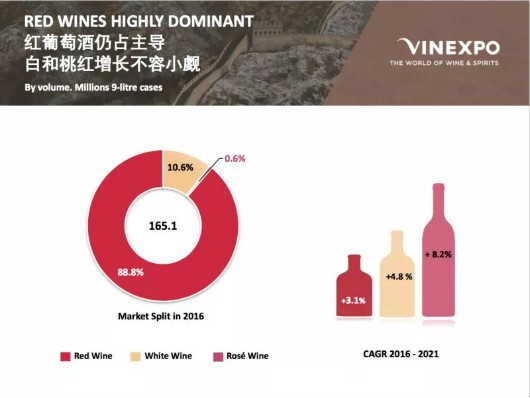 RED WINES HIGHLY DOMINANT
红葡萄酒仍占主导
白和桃红增长不容小觑
By volume. Millions 9-litre cases
VINEXPO
THE WORLD OF WINE & SPIRITS
10.6%
0.6%
165.1
88.8%
Market Split in 2016
Red Wine
White Wine
Rosé Wine
+3.1%
+4.8 %
+ 8.2%
CAGR 2016 - 2021
VINEXPO